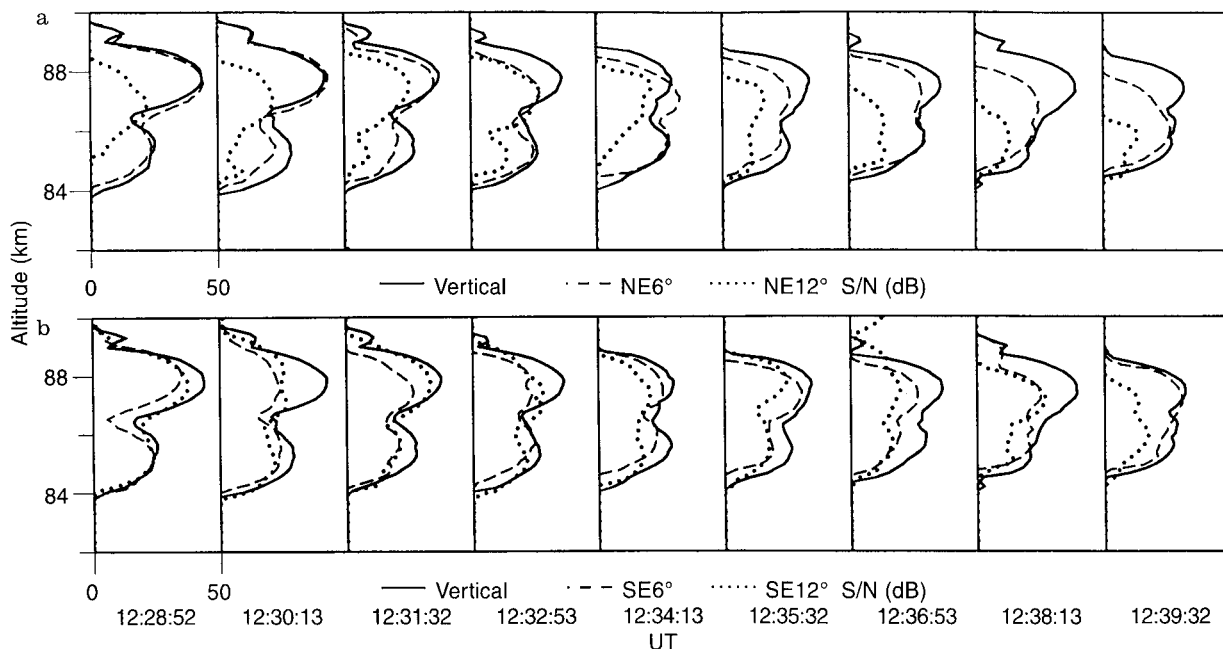 a
88
84
0
50
Vertical
NE6°
NE12° S/N (dB)
Altitude (km)
b
88
84
0
50
Vertical
SE6°
SE12° S/N (dB)
12:28:52
12:30:13
12:31:32
12:32:53
12:34:13
12:35:32
12:36:53
12:38:13
12:39:32
UT